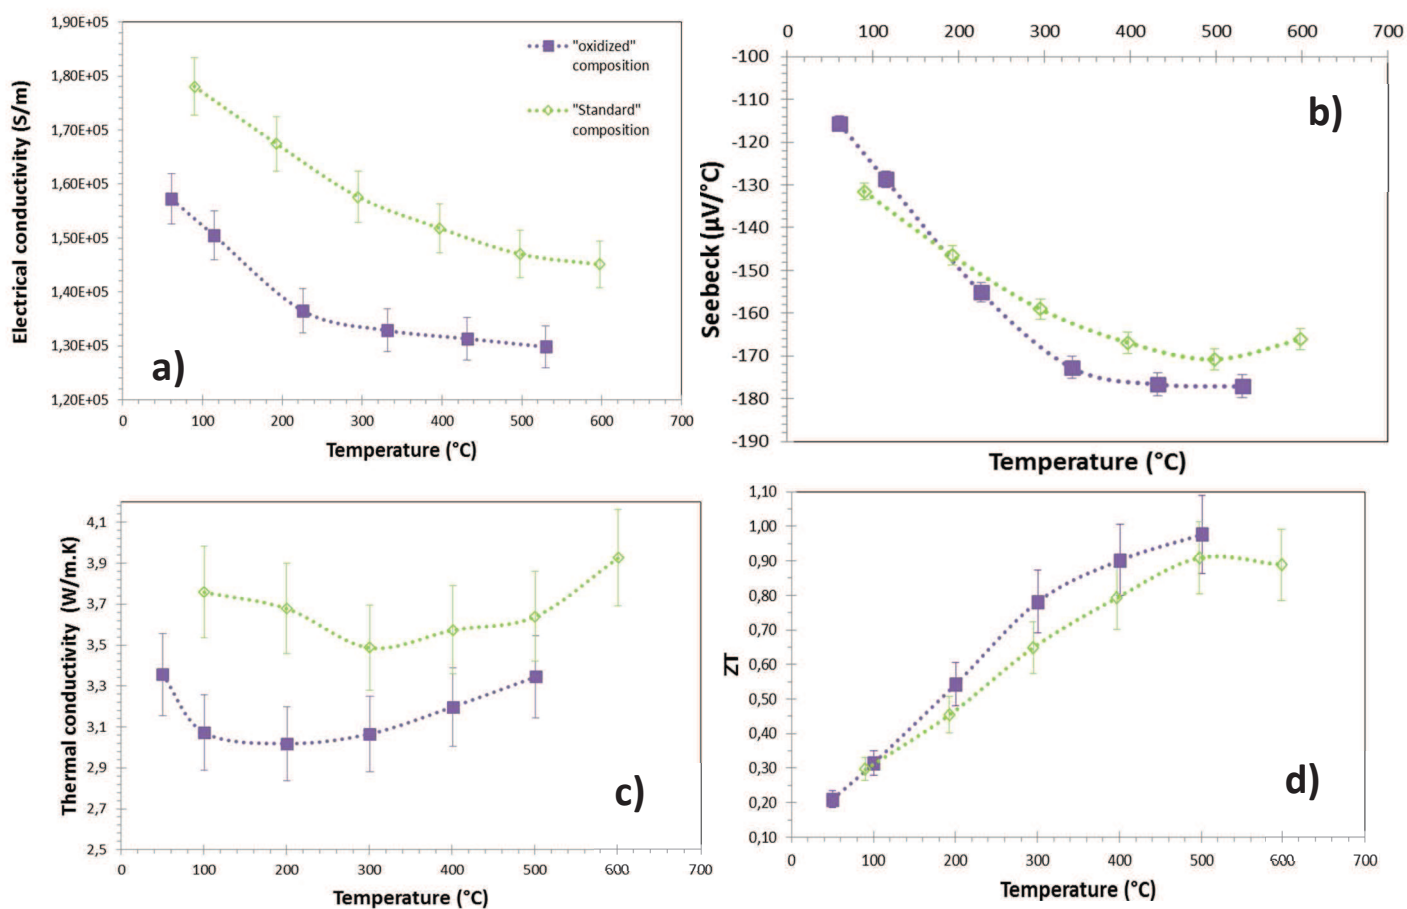 1,90E+05
1,80E+05
1,70E+05
1,60E+05
1,50E+05
1,40E+05
1,30E+05
1,20E+05
Electrical conductivity (S/m)
"oxidized"
composition
"Standard"
composition
a)
0 100 200 300 400 500 600 700
Temperature (°C)
0 100 200 300 400 500 600 700
-100
-110
-120
-130
-140
-150
-160
-170
-180
-190
Seebeck (µV/°C)
b)
Temperature (°C)
4,1
3,9
3,7
3,5
3,3
3,1
2,9
2,7
2,5
Thermal conductivity (W/m.K)
c)
0 100 200 300 400 500 600 700
Temperature (°C)
1,10
1,00
0,90
0,80
0,70
0,60
0,50
0,40
0,30
0,20
0,10
ZT
d)
0 100 200 300 400 500 600 700
Temperature (°C)